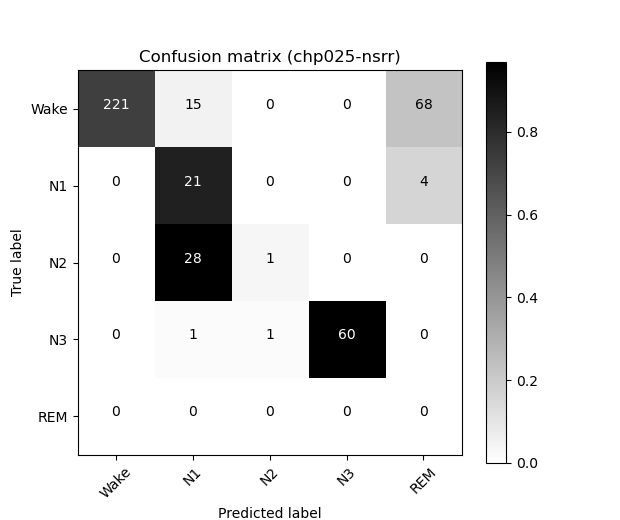 Confusion matrix (chp025-nsrr)
Wake 221 15 0 0 68
N1 0 21 0 0 4
N2 0 28 1 0 0
N3 0 1 1 60 0
REM 0 0 0 0 0
Wake N1 N2 N3 REM
True label
Predicted label
0.8
0.6
0.4
0.2
0.0